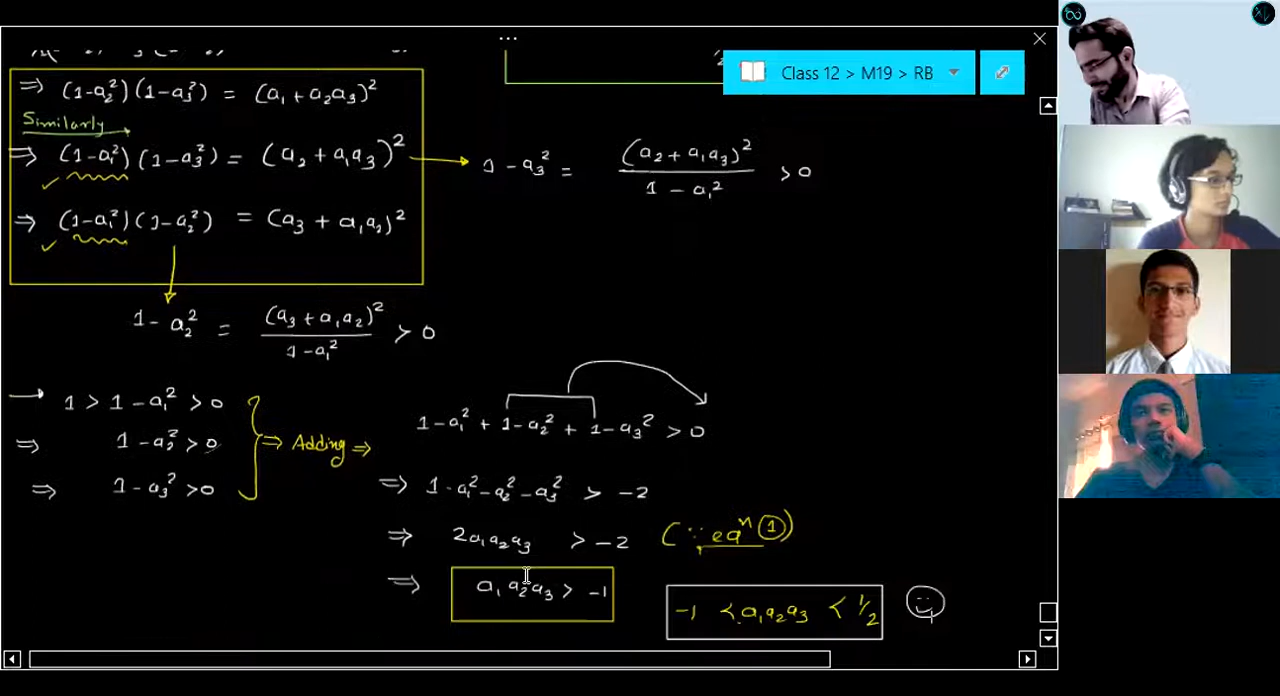 Class 12 > M19 > RB
⇒ (1-a₂²)(1-a₃²) = (a₁ + a₂a₃)²
Similarly
⇒ (1-a₁²)(1-a₃²) = (a₂ + a₁a₃)²
1 - a₃² = (a₂ + a₁a₃)² / (1 - a₁²) > 0
⇒ (1-a₁²)(1-a₂²) = (a₃ + a₁a₂)²
1 - a₂² = (a₃ + a₁a₂)² / (1-a₁²) > 0
→ 1 > 1-a₁² > 0
⇒ 1-a₂² > 0
⇒ 1-a₃² > 0
⇒ Adding ⇒
1-a₁² + 1-a₂² + 1-a₃² > 0
⇒ 1-a₁²-a₂²-a₃² > -2
⇒ 2a₁a₂a₃ > -2 (∵ eqⁿ ①)
⇒ a₁a₂a₃ > -1
-1 < a₁a₂a₃ < 1/2